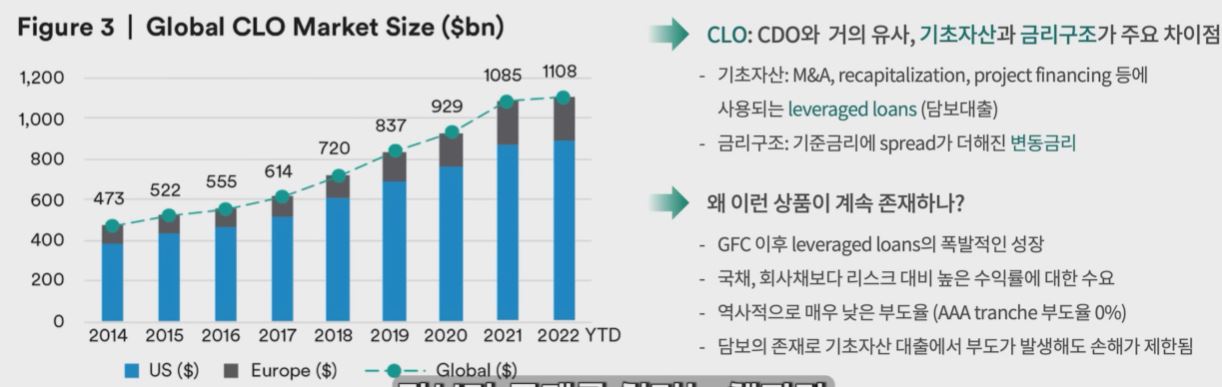 Figure 3 | Global CLO Market Size ($bn)
1,200
1,000
800
600
400
200
0
473
522
555
614
720
837
929
1085
1108
2014
2015
2016
2017
2018
2019
2020
2021
2022 YTD
US ($)
Europe ($)
Global ($)
CLO: CDO와 거의 유사, 기초자산과 금리구조가 주요 차이점
- 기초자산: M&A, recapitalization, project financing 등에
사용되는 leveraged loans (담보대출)
- 금리구조: 기준금리에 spread가 더해진 변동금리
왜 이런 상품이 계속 존재하나?
- GFC 이후 leveraged loans의 폭발적인 성장
- 국채, 회사채보다 리스크 대비 높은 수익률에 대한 수요
- 역사적으로 매우 낮은 부도율 (AAA tranche 부도율 0%)
- 담보의 존재로 기초자산 대출에서 부도가 발생해도 손해가 제한됨